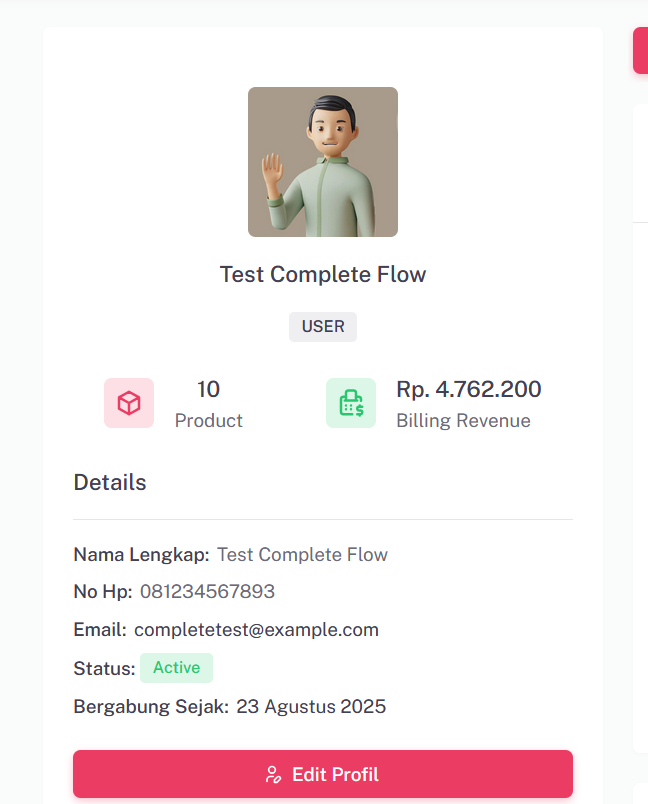 Test Complete Flow
USER
10
Product
Rp. 4.762.200
Billing Revenue
Details
Nama Lengkap: Test Complete Flow
No Hp: 081234567893
Email: completetest@example.com
Status: Active
Bergabung Sejak: 23 Agustus 2025
Edit Profil